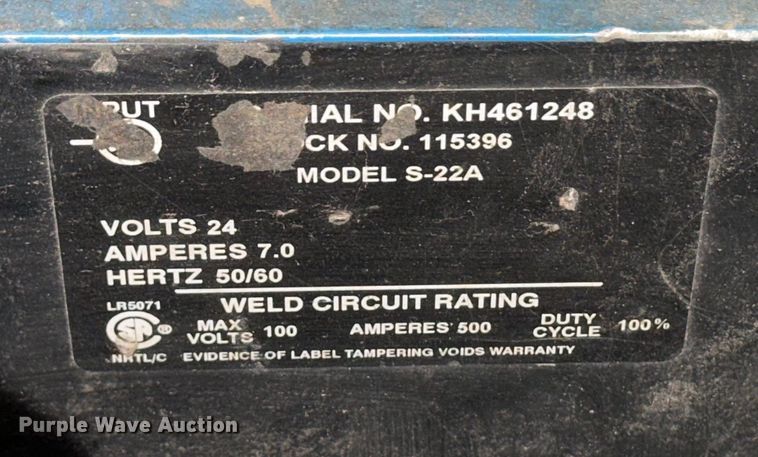 PUT
IAL NO. KH461248
CK NO. 115396
MODEL S-22A
VOLTS 24
AMPERES 7.0
HERTZ 50/60
LR5071
WELD CIRCUIT RATING
MAX VOLTS 100 AMPERES 500 DUTY CYCLE 100%
NRTL/C EVIDENCE OF LABEL TAMPERING VOIDS WARRANTY
Purple Wave Auction